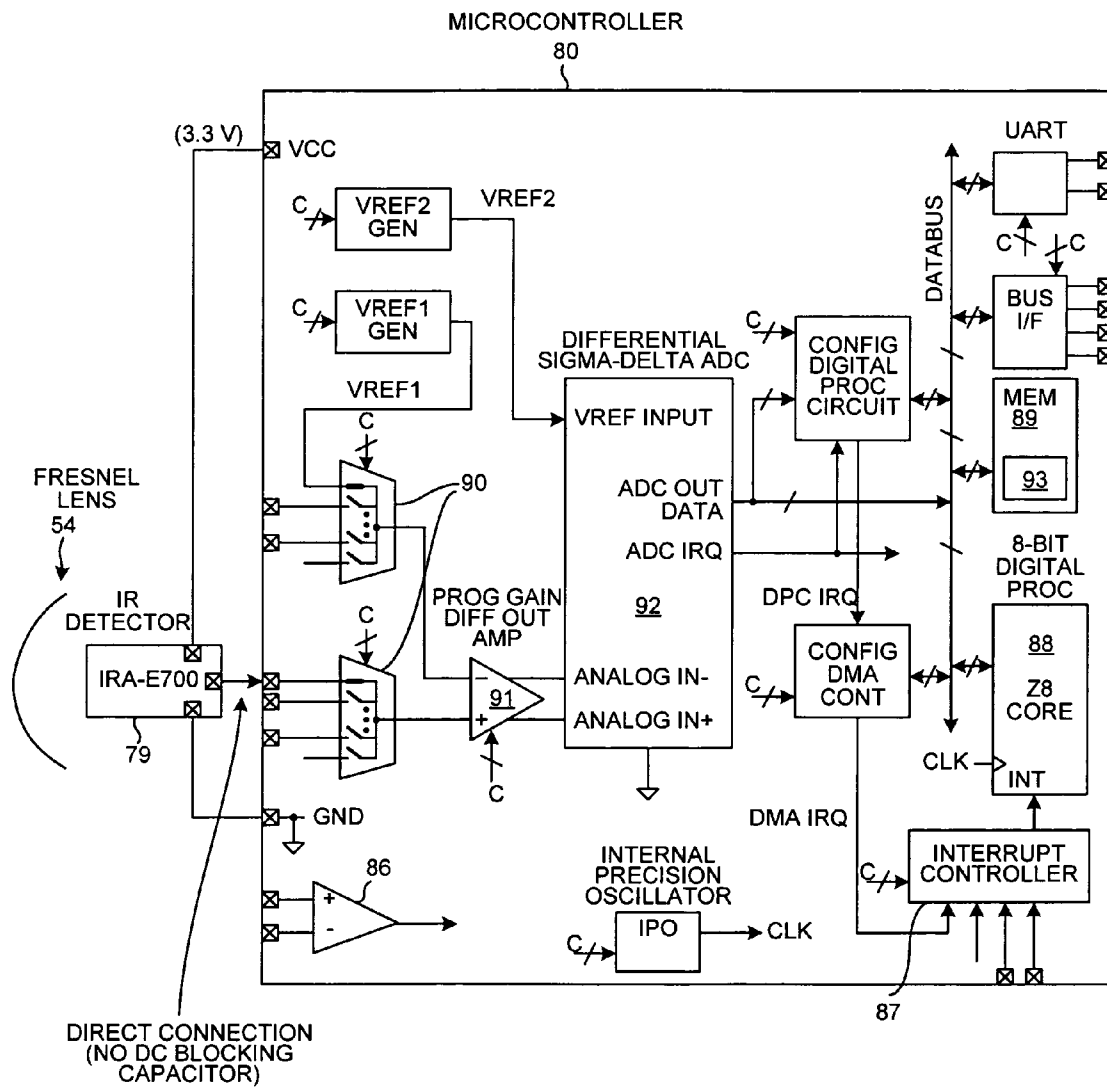 MICROCONTROLLER
80
(3.3 V)
VCC
UART
C
VREF2
GEN
VREF2
C
C
DATABUS
C
VREF1
GEN
BUS
I/F
DIFFERENTIAL
SIGMA-DELTA ADC
C
CONFIG
DIGITAL
PROC
CIRCUIT
VREF1
C
VREF INPUT
MEM
89
93
FRESNEL
LENS
54
90
ADC OUT
DATA
ADC IRQ
8-BIT
DIGITAL
PROC
IR
DETECTOR
C
PROG GAIN
DIFF OUT
AMP
92
DPC IRQ
IRA-E700
79
-
91
+
C
ANALOG IN-
ANALOG IN+
C
CONFIG
DMA
CONT
88
Z8
CORE
CLK
INT
GND
DMA IRQ
86
+
-
INTERNAL
PRECISION
OSCILLATOR
C
IPO
CLK
C
INTERRUPT
CONTROLLER
87
DIRECT CONNECTION
(NO DC BLOCKING
CAPACITOR)